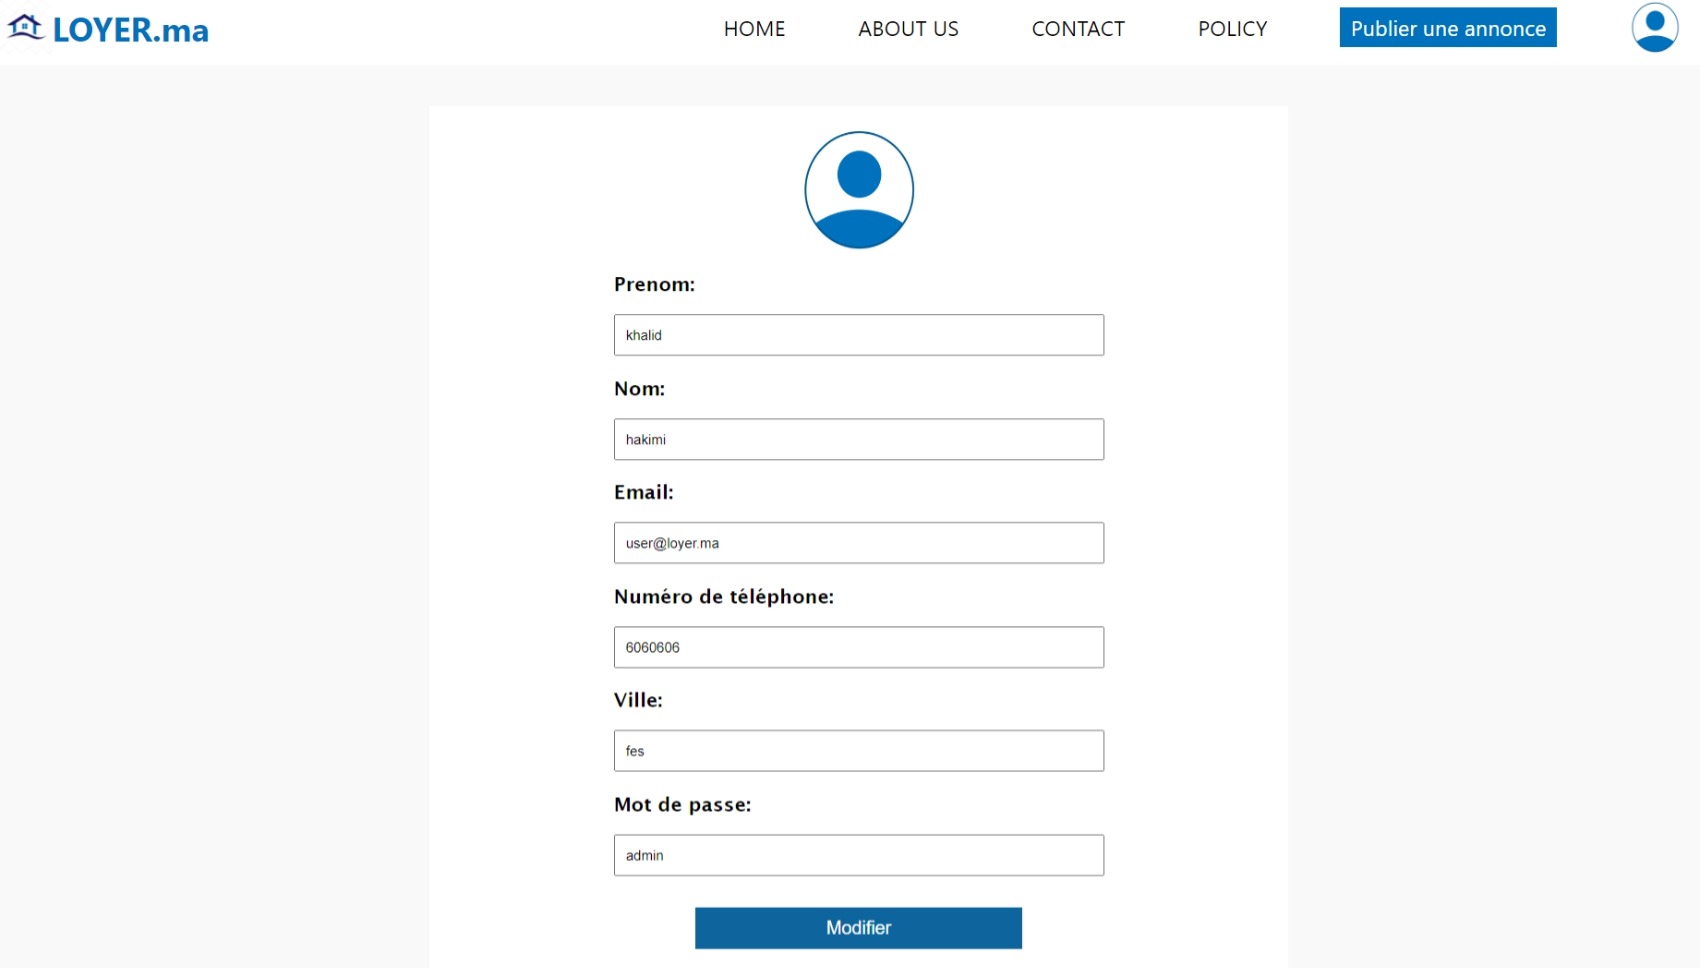 LOYER.ma
HOME ABOUT US CONTACT POLICY Publier une annonce
Prenom:
khalid
Nom:
hakimi
Email:
user@loyer.ma
Numéro de téléphone:
6060606
Ville:
fes
Mot de passe:
admin
Modifier